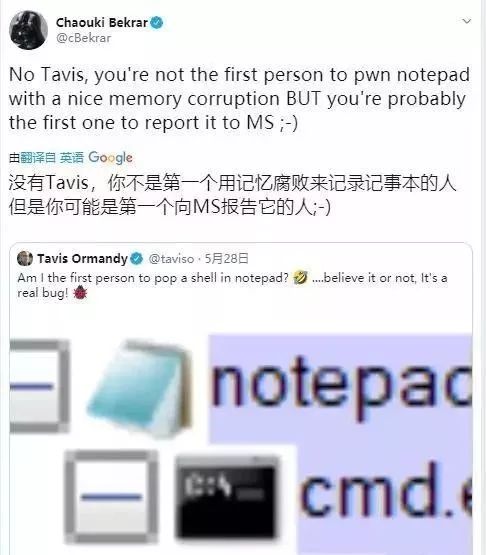 Chaouki Bekrar
@cBekrar
No Tavis, you're not the first person to pwn notepad
with a nice memory corruption BUT you're probably
the first one to report it to MS ;-)
由翻译自 英语 Google
没有Tavis，你不是第一个用记忆腐败来记录记事本的人
但是你可能是第一个向MS报告它的人;-)
Tavis Ormandy @taviso · 5月28日
Am I the first person to pop a shell in notepad? 🤣 ....believe it or not, It's a
real bug! 🐞
notepad
C:\_
cmd.e